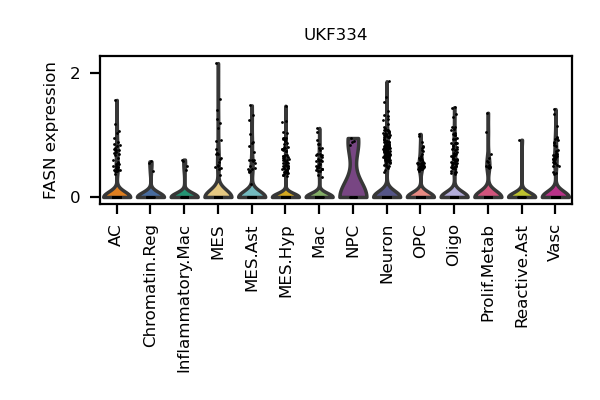 UKF334
FASN expression
2
0
AC
Chromatin.Reg
Inflammatory.Mac
MES
MES.Ast
MES.Hyp
Mac
NPC
Neuron
OPC
Oligo
Prolif.Metab
Reactive.Ast
Vasc